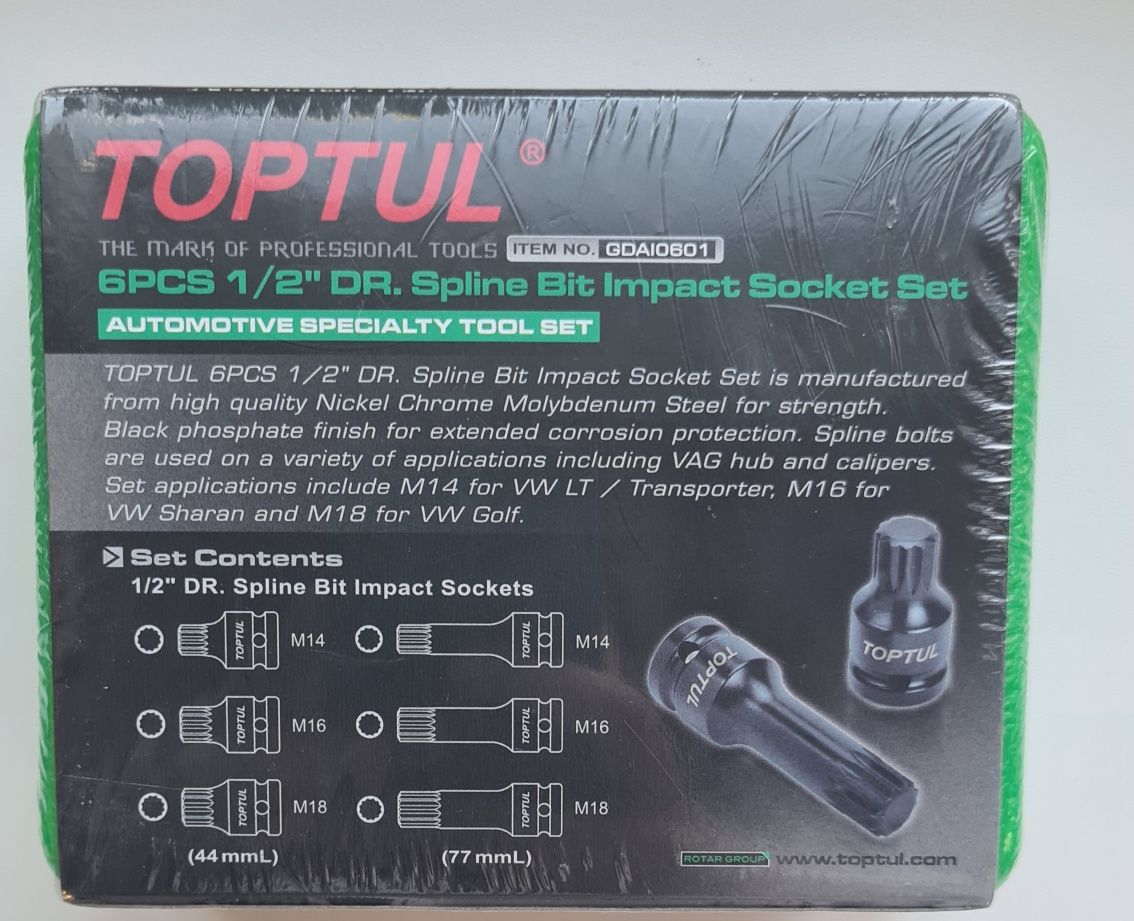 TOPTUL®
THE MARK OF PROFESSIONAL TOOLS ITEM NO. GDAI0601
6PCS 1/2" DR. Spline Bit Impact Socket Set
AUTOMOTIVE SPECIALTY TOOL SET
TOPTUL 6PCS 1/2" DR. Spline Bit Impact Socket Set is manufactured
from high quality Nickel Chrome Molybdenum Steel for strength.
Black phosphate finish for extended corrosion protection. Spline bolts
are used on a variety of applications including VAG hub and calipers.
Set applications include M14 for VW LT / Transporter, M16 for
VW Sharan and M18 for VW Golf.
Set Contents
1/2" DR. Spline Bit Impact Sockets
TOPTUL M14 TOPTUL M14
TOPTUL M16 TOPTUL M16
TOPTUL M18 TOPTUL M18
(44 mmL) (77 mmL)
TOPTUL
TOPTUL
ROTAR GROUP www.toptul.com